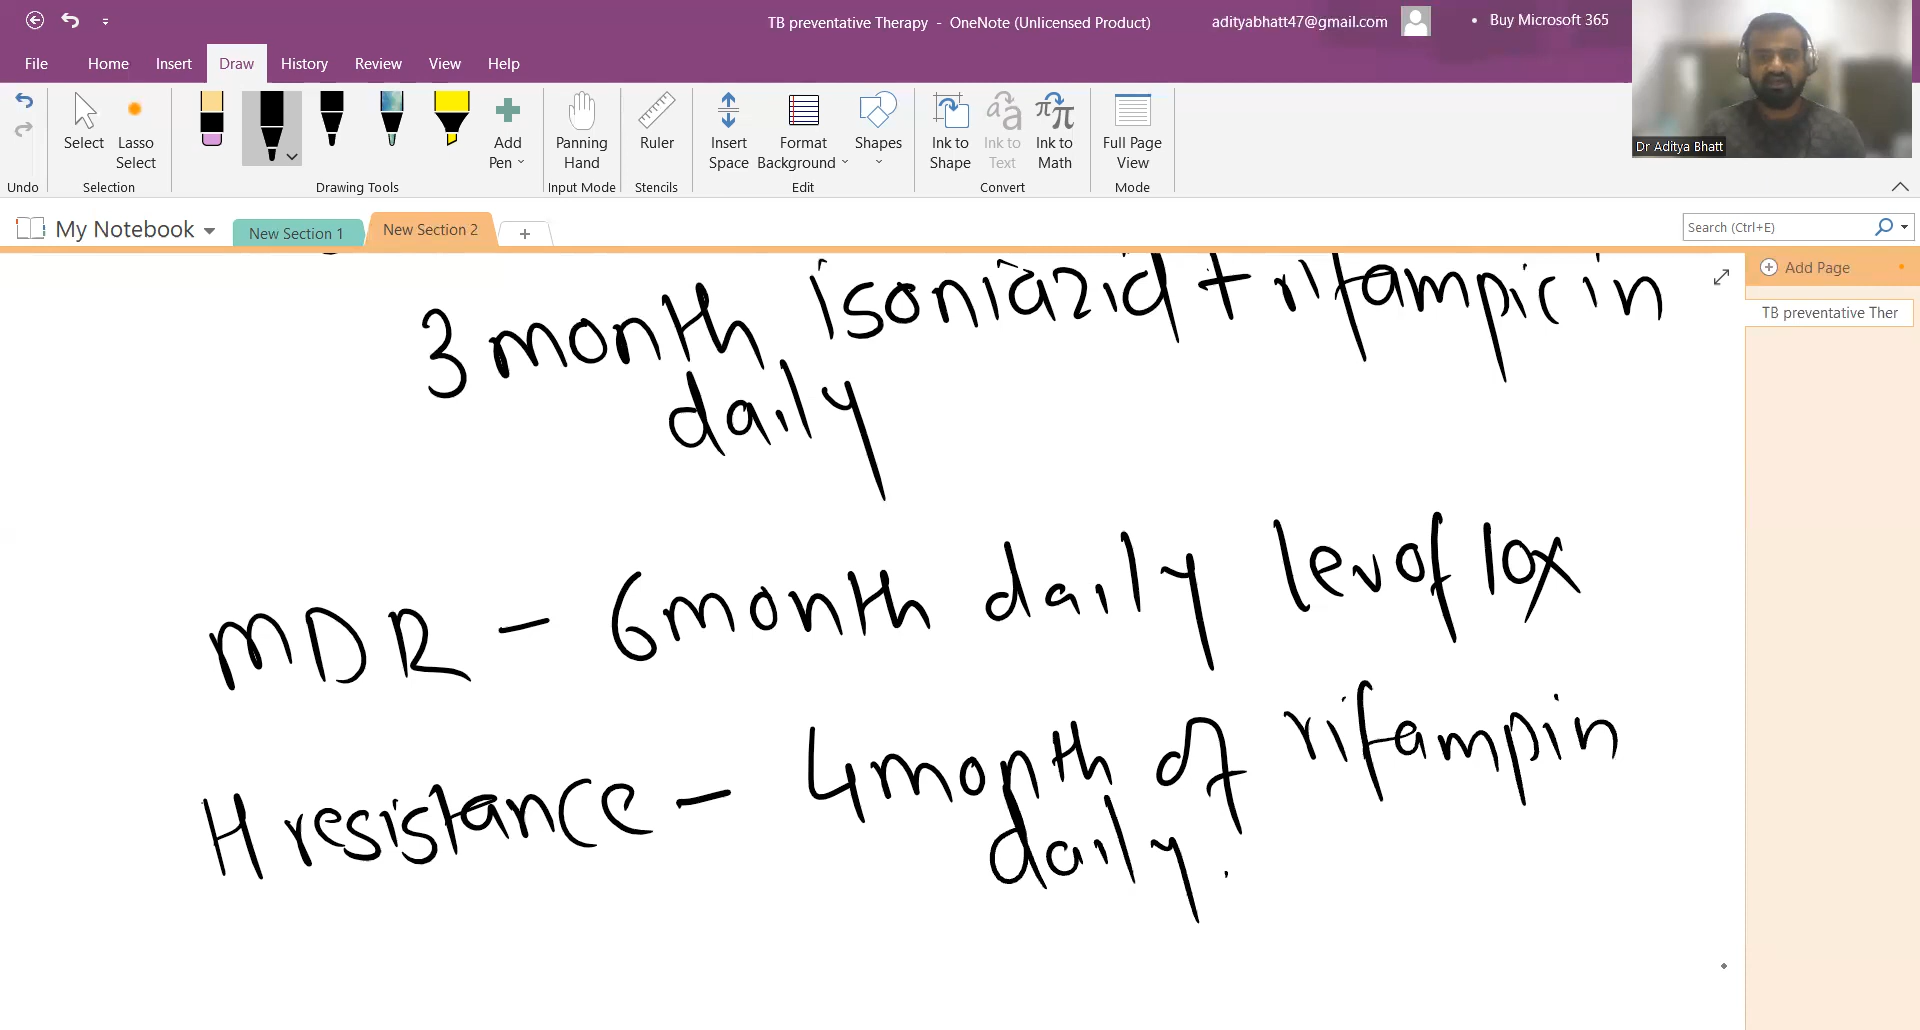 TB preventative Therapy - OneNote (Unlicensed Product)
adityabhatt47@gmail.com
• Buy Microsoft 365
File Home Insert Draw History Review View Help
Select
Lasso Select
Add Pen
Panning Hand
Ruler
Insert Space
Format Background
Shapes
Ink to Shape
Ink to Text
Ink to Math
Full Page View
Dr Aditya Bhatt
Undo Selection Drawing Tools Input Mode Stencils Edit Convert Mode
My Notebook New Section 1 New Section 2 +
Search (Ctrl+E)
Add Page
TB preventative Ther
3 month isoniazid + rifampicin
daily
MDR - 6 month daily levoflox
H resistance - 4 month of rifampin
daily.